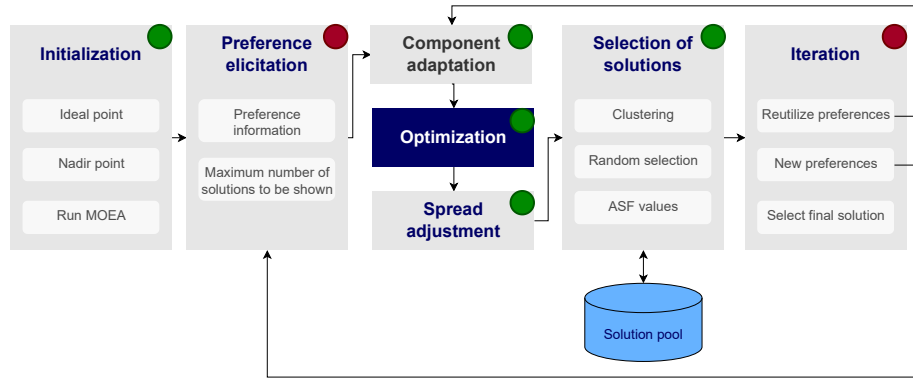 Initialization
Ideal point
Nadir point
Run MOEA
Preference
elicitation
Preference
information
Maximum number of
solutions to be shown
Component
adaptation
Optimization
Spread
adjustment
Selection of
solutions
Clustering
Random selection
ASF values
Solution pool
Iteration
Reutilize preferences
New preferences
Select final solution